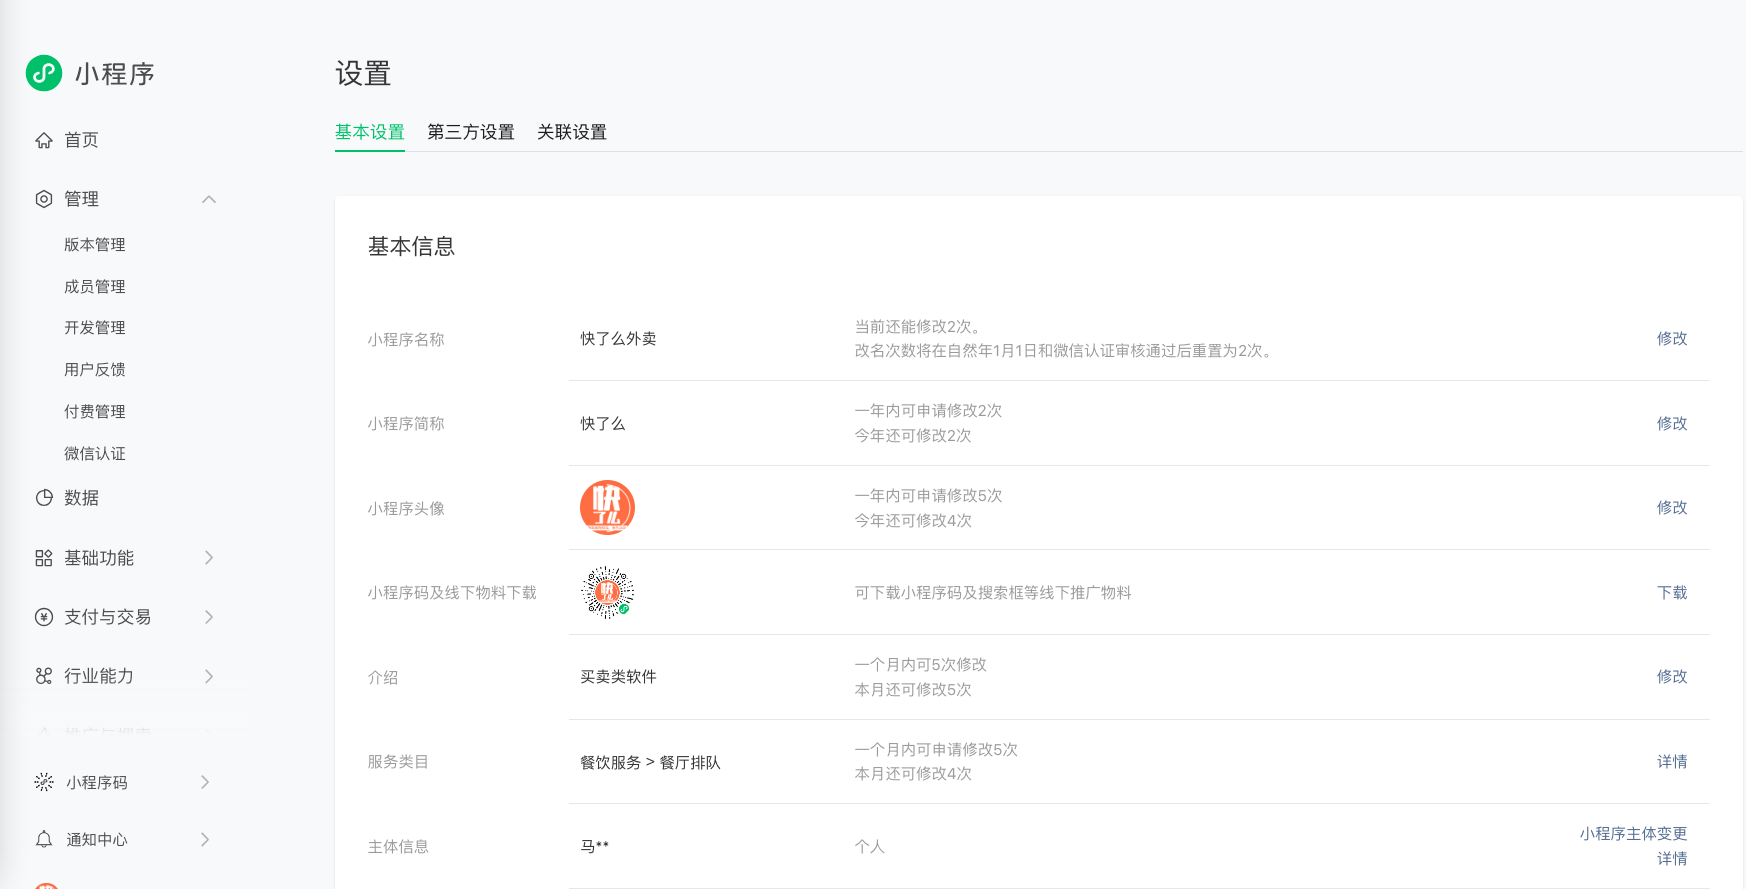 小程序
首页
管理
版本管理
成员管理
开发管理
用户反馈
付费管理
微信认证
数据
基础功能
支付与交易
行业能力
小程序码
通知中心
设置
基本设置 第三方设置 关联设置
基本信息
小程序名称 快了么外卖 当前还能修改2次。 修改
改名次数将在自然年1月1日和微信认证审核通过后重置为2次。
小程序简称 快了么 一年内可申请修改2次 修改
今年还可修改2次
小程序头像 快了么 一年内可申请修改5次 修改
今年还可修改4次
小程序码及线下物料下载 可下载小程序码及搜索框等线下推广物料 下载
介绍 买卖类软件 一个月内可5次修改 修改
本月还可修改5次
服务类目 餐饮服务 > 餐厅排队 一个月内可申请修改5次 详情
本月还可修改4次
主体信息 马** 个人 小程序主体变更
详情